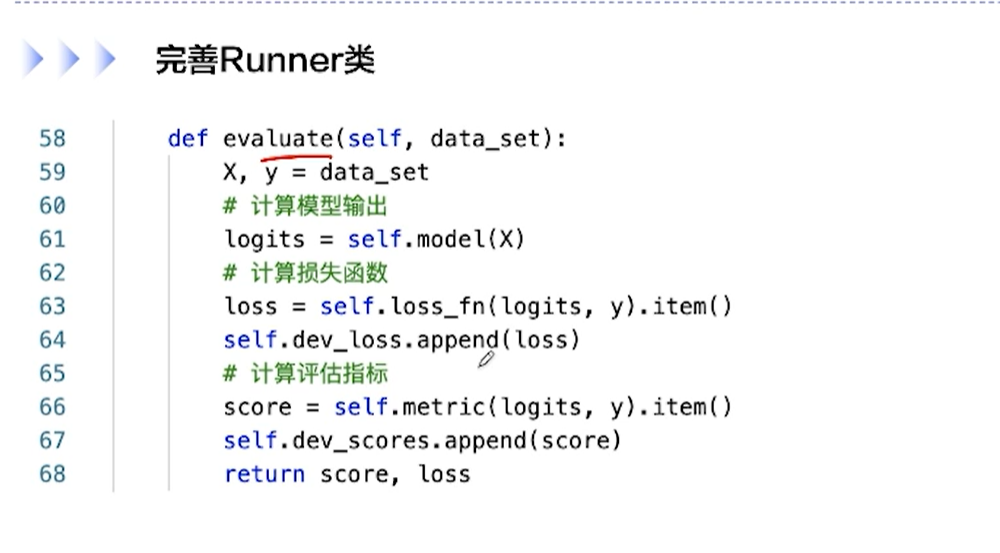 完善Runner类
58 def evaluate(self, data_set):
59 X, y = data_set
60 # 计算模型输出
61 logits = self.model(X)
62 # 计算损失函数
63 loss = self.loss_fn(logits, y).item()
64 self.dev_loss.append(loss)
65 # 计算评估指标
66 score = self.metric(logits, y).item()
67 self.dev_scores.append(score)
68 return score, loss